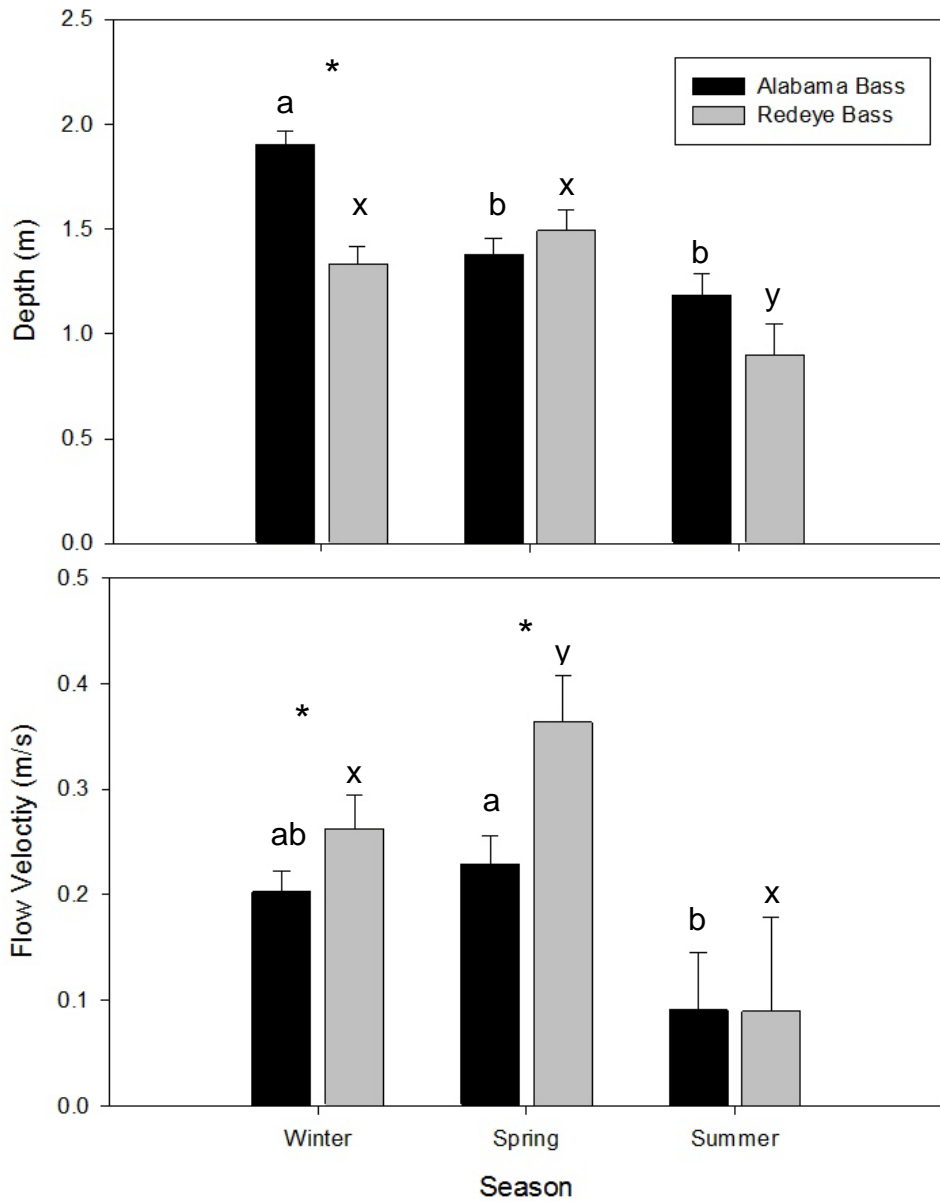 2.5
*
Alabama Bass
Redeye Bass
a
2.0
x
b
x
1.5
b
y
1.0
0.5
0.0
Depth (m)
0.5
*
y
0.4
*
x
0.3
ab
a
0.2
b
x
0.1
0.0
Flow Veloctiy (m/s)
Winter Spring Summer
Season